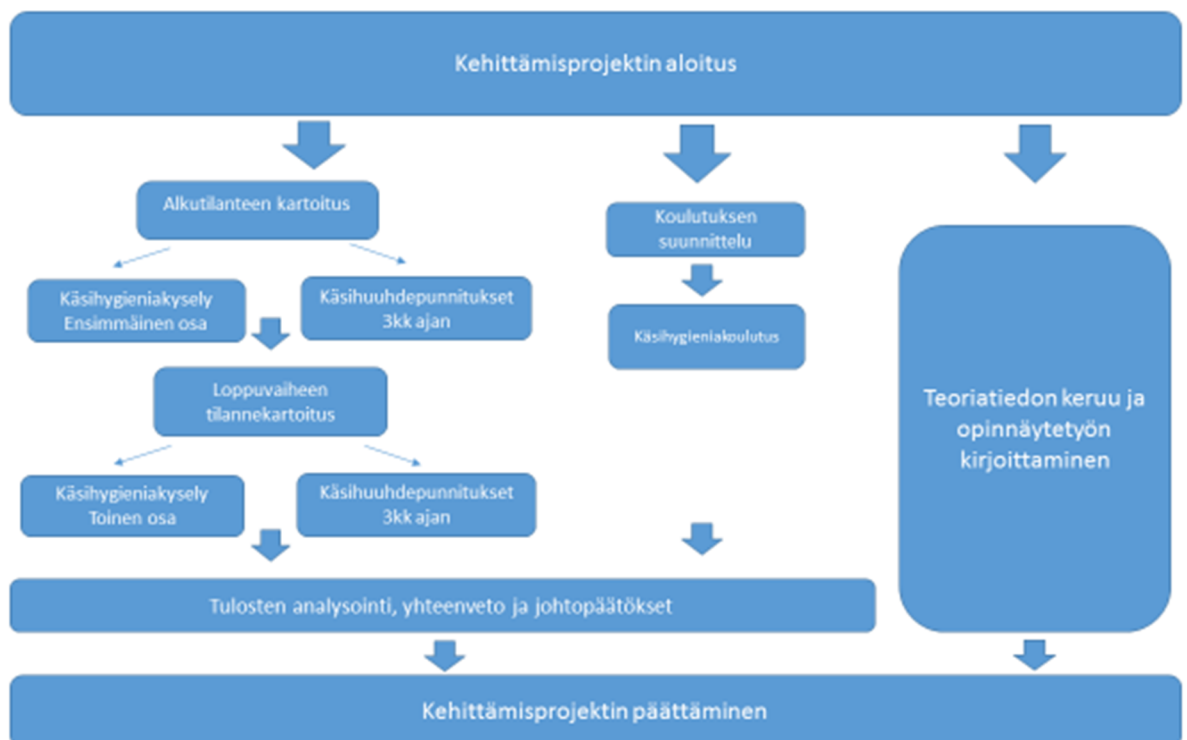 Kehittämisprojektin aloitus
Alkutilanteen kartoitus
Käsihygieniakysely
Ensimmäinen osa
Käsihuuhdepunnitukset
3kk ajan
Loppuvaiheen
tilannekartoitus
Käsihygieniakysely
Toinen osa
Käsihuuhdepunnitukset
3kk ajan
Koulutuksen
suunnittelu
Käsihygieniakoulutus
Teoriatiedon keruu ja
opinnäytetyön
kirjoittaminen
Tulosten analysointi, yhteenveto ja johtopäätökset
Kehittämisprojektin päättäminen